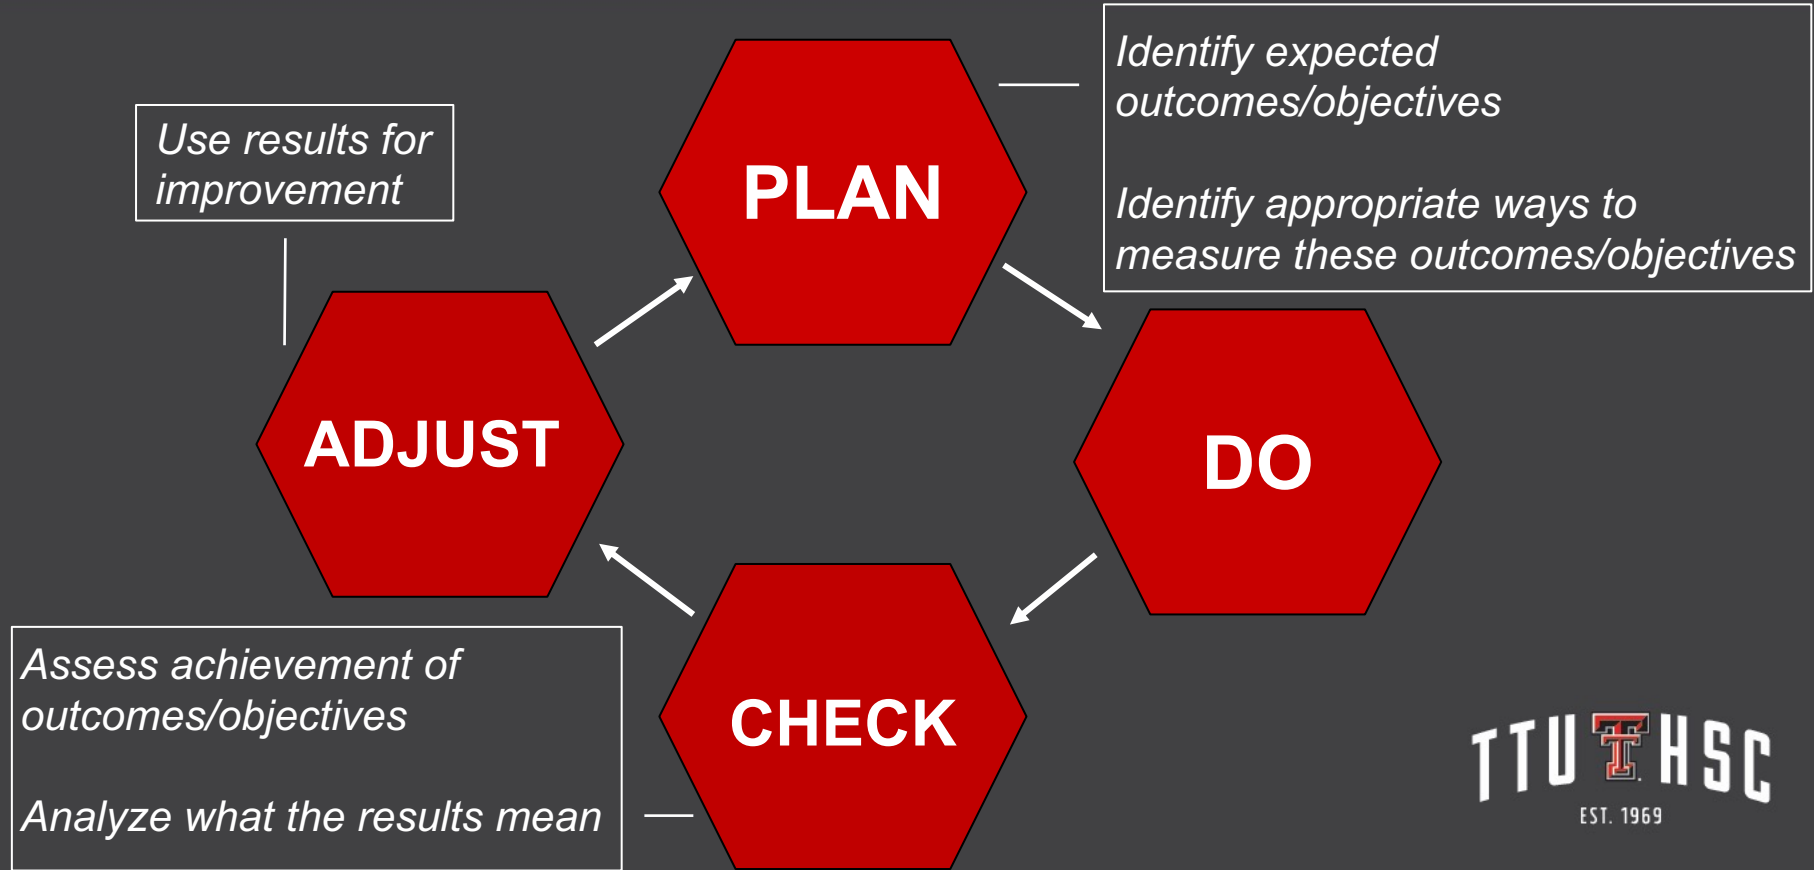 Identify expected
outcomes/objectives
Identify appropriate ways to
measure these outcomes/objectives
Use results for
improvement
PLAN
ADJUST
DO
CHECK
Assess achievement of
outcomes/objectives
Analyze what the results mean
TTU HSC
EST. 1969